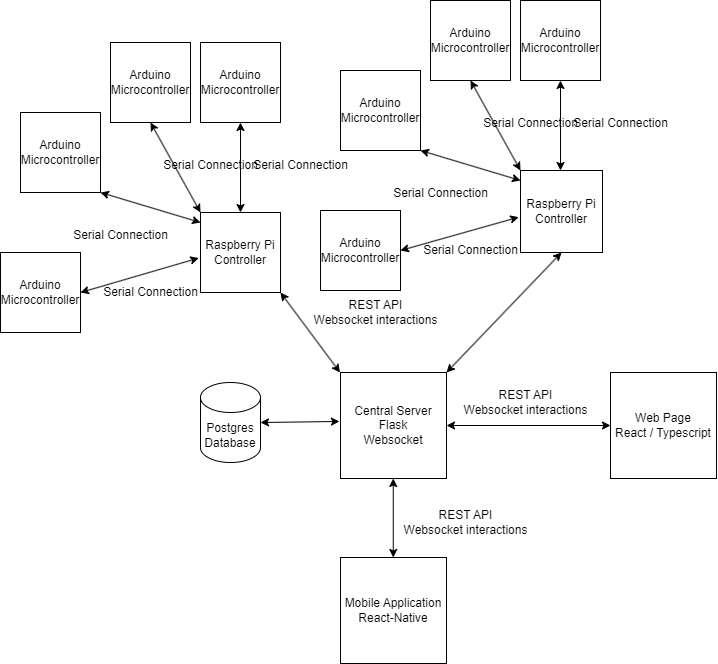 Arduino
Microcontroller
Arduino
Microcontroller
Arduino
Microcontroller
Arduino
Microcontroller
Arduino
Microcontroller
Serial Connection
Serial Connection
Arduino
Microcontroller
Serial Connection
Serial Connection
Serial Connection
Raspberry Pi
Controller
Serial Connection
Raspberry Pi
Controller
Arduino
Microcontroller
Serial Connection
Arduino
Microcontroller
Serial Connection
REST API
Websocket interactions
Central Server
Flask
Websocket
Postgres
Database
REST API
Websocket interactions
Web Page
React / Typescript
REST API
Websocket interactions
Mobile Application
React-Native